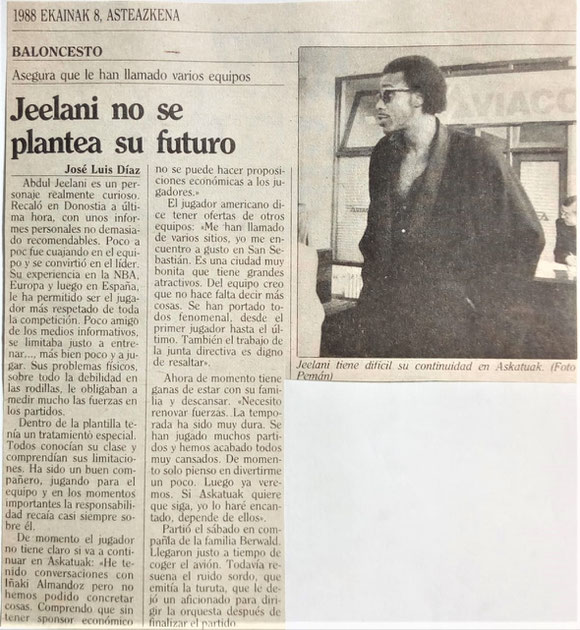 1988 EKAINAK 8, ASTEAZKENA
BALONCESTO
Asegura que le han llamado varios equipos
Jeelani no se
plantea su futuro
José Luis Díaz
Abdul Jeelani es un per-
sonaje realmente curioso.
Recaló en Donostia a últi-
ma hora, con unos infor-
mes personales no demasia-
do recomendables. Poco a
poc fue cuajando en el equi-
po y se convirtió en el líder.
Su experiencia en la NBA,
Europa y luego en España,
le ha permitido ser el juga-
dor más respetado de toda
la competición. Poco amigo
de los medios informativos,
se limitaba justo a entre-
nar..., más bien poco y a ju-
gar. Sus problemas físicos,
sobre todo la debilidad en
las rodillas, le obligaban a
medir mucho las fuerzas en
los partidos.
Dentro de la plantilla te-
nía un tratamiento especial.
Todos conocían su clase y
comprendían sus limitacio-
nes. Ha sido un buen com-
pañero, jugando para el
equipo y en los momentos
importantes la responsabili-
dad recaía casi siempre so-
bre él.
De momento el jugador
no tiene claro si va a conti-
nuar en Askatuak: «He te-
nido conversaciones con
Iñaki Almandoz pero no
hemos podido concretar
cosas. Comprendo que sin
tener sponsor económico
no se puede hacer proposi-
ciones económicas a los ju-
gadores.»
El jugador americano di-
ce tener ofertas de otros
equipos: «Me han llamado
de varios sitios, yo me en-
cuentro a gusto en San Se-
bastián. Es una ciudad muy
bonita que tiene grandes
atractivos. Del equipo creo
que no hace falta decir más
cosas. Se han portado todos
fenomenal, desde el
primer jugador hasta el úl-
timo. También el trabajo de
la junta directiva es digno
de resaltar».
Ahora de momento tiene
ganas de estar con su fami-
lia y descansar. «Necesito
renovar fuerzas. La tempo-
rada ha sido muy dura. Se
han jugado muchos parti-
dos y hemos acabado todos
muy cansados. De momen-
to solo pienso en divertirme
un poco. Luego ya vere-
mos. Si Askatuak quiere
que siga, yo lo haré encan-
tado, depende de ellos».
Partió el sábado en com-
pañla de la familia Berwald.
Llegaron justo a tiempo de
coger el avión. Todavía re-
suena el ruido sordo, que
emitía la turuta, que le de-
jó un aficionado para diri-
gir la orquesta después de
finalizar el partido.
AVIACO
Jeelani tiene difícil su continuidad en Askatuak. (Foto
Pemán)